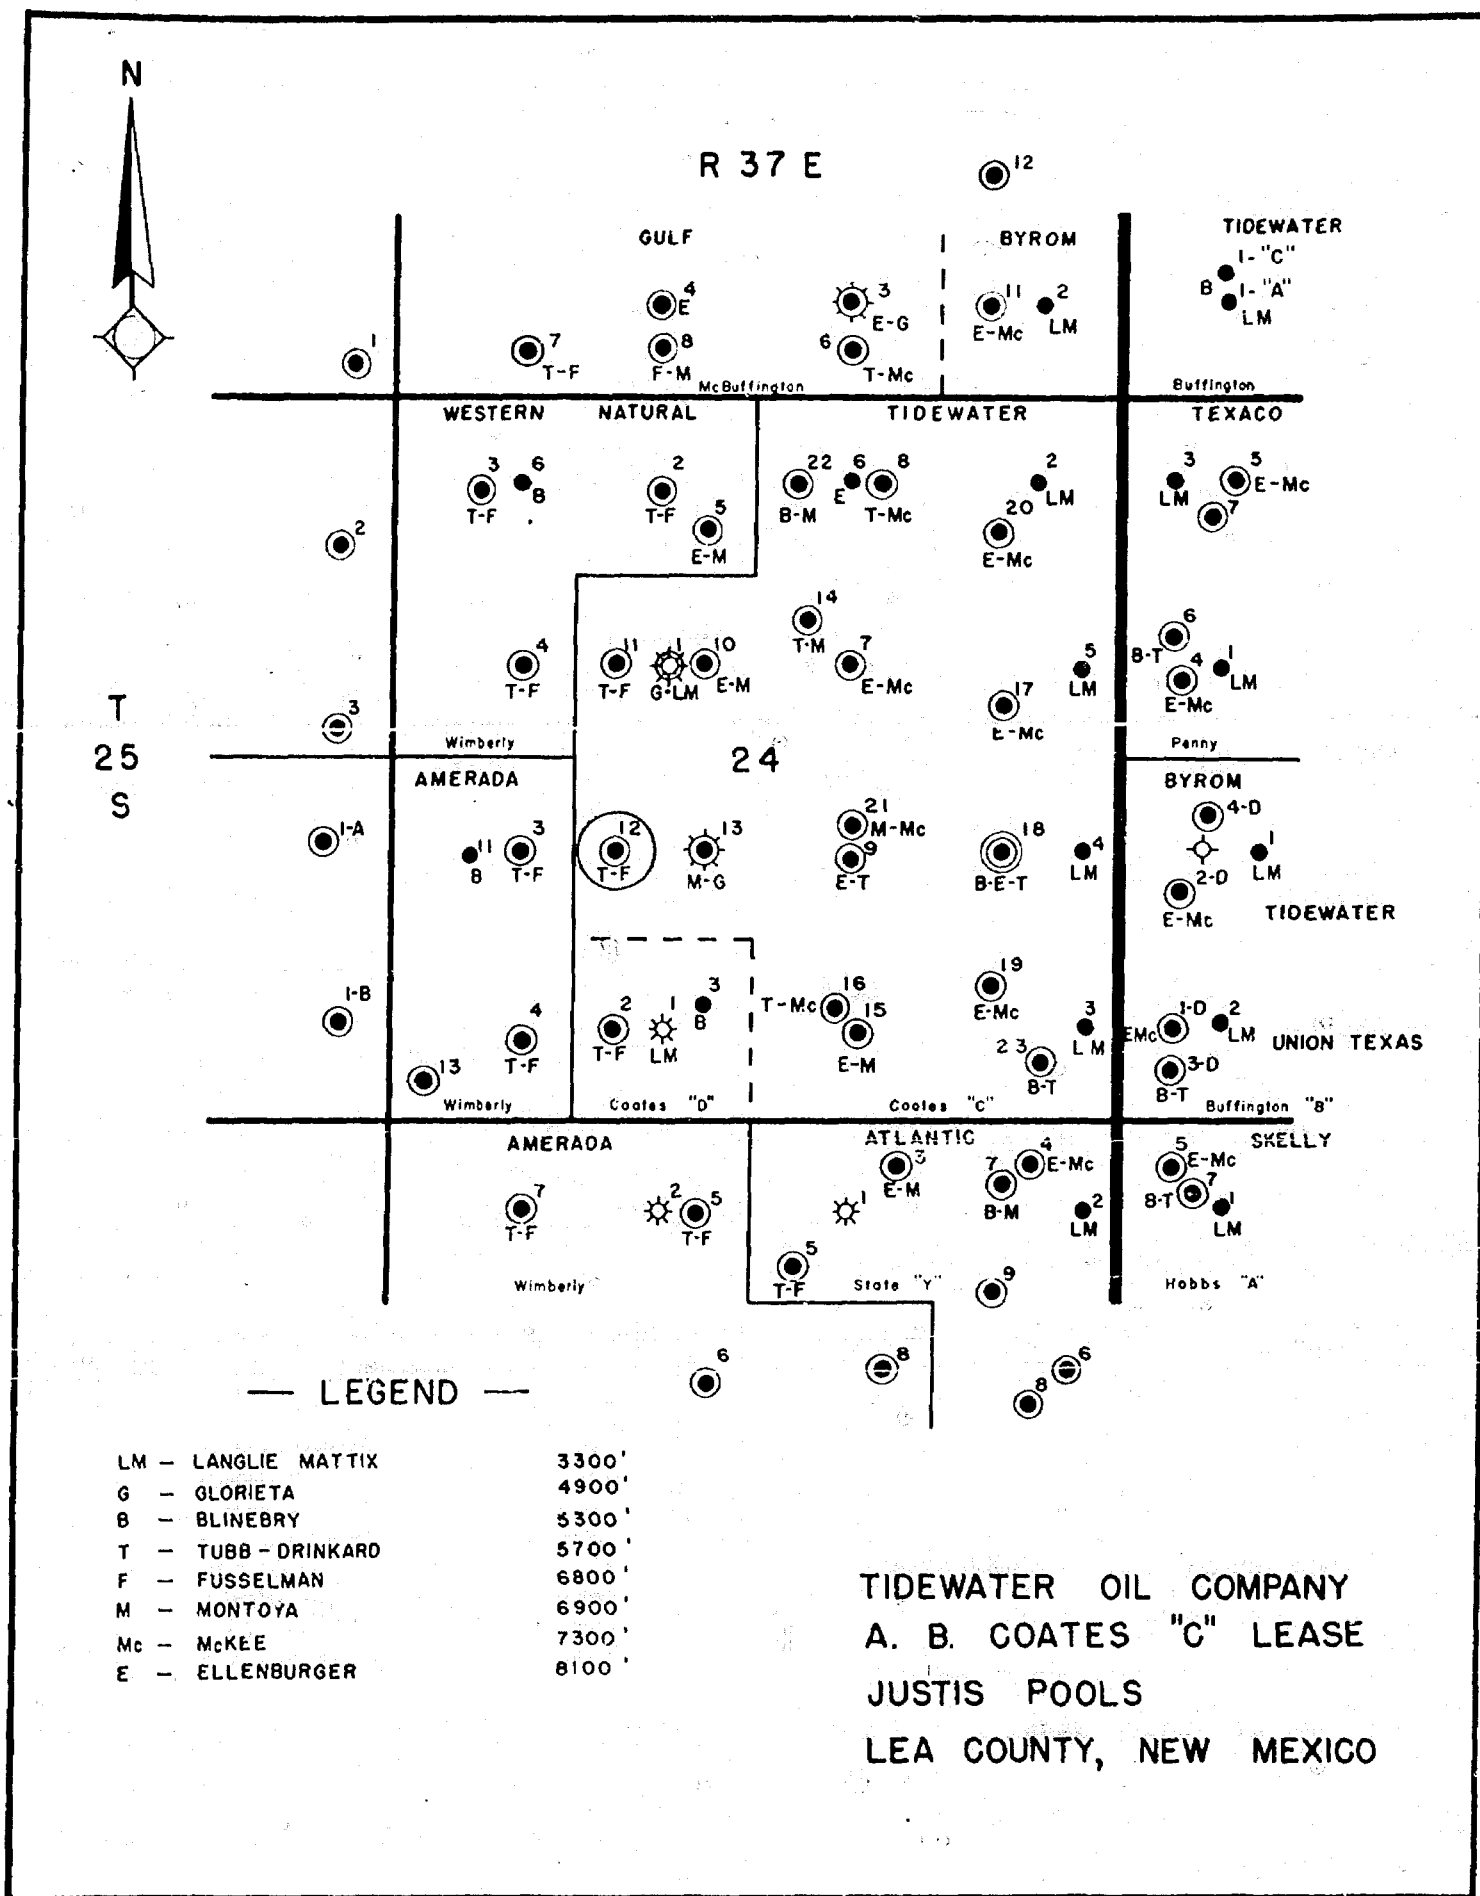 N
R 37 E
12
GULF
BYROM
TIDEWATER
1-"C"
B
1-"A"
LM
4
E
3
E-G
11
E-Mc
2
LM
1
7
T-F
8
F-M
6
T-Mc
McBuffington
Buffington
WESTERN NATURAL
TIDEWATER
TEXACO
3
T-F
6
B
2
T-F
5
E-M
22
B-M
6
E
8
T-Mc
2
LM
20
E-Mc
3
LM
5
E-Mc
7
2
14
T-M
4
T-F
11
T-F
1
G-LM
10
E-M
7
E-Mc
5
LM
17
E-Mc
6
B-T
4
E-Mc
1
LM
3
T
25
S
Wimberly
24
Penny
AMERADA
BYROM
1-A
11
B
3
T-F
12
T-F
13
M-G
21
M-Mc
9
E-T
18
B-E-T
4
LM
4-D
1
LM
2-D
E-Mc
TIDEWATER
1-B
4
T-F
13
2
T-F
1
LM
3
B
16
T-Mc
15
E-M
19
E-Mc
3
LM
23
B-T
1-D
EMc
2
LM
UNION TEXAS
3-D
B-T
Wimberly
Coates "D"
Coates "C"
Buffington "B"
AMERADA
ATLANTIC
SKELLY
7
T-F
2
5
T-F
1
3
E-M
7
B-M
4
E-Mc
2
LM
5
E-Mc
7
B-T
1
LM
5
T-F
9
Wimberly
State "Y"
Hobbs "A"
6
8
6
8
— LEGEND —
LM – LANGLIE MATTIX 3300'
G – GLORIETA 4900'
B – BLINEBRY 5300'
T – TUBB-DRINKARD 5700'
F – FUSSELMAN 6800'
M – MONTOYA 6900'
Mc – McKEE 7300'
E – ELLENBURGER 8100'
TIDEWATER OIL COMPANY
A. B. COATES "C" LEASE
JUSTIS POOLS
LEA COUNTY, NEW MEXICO